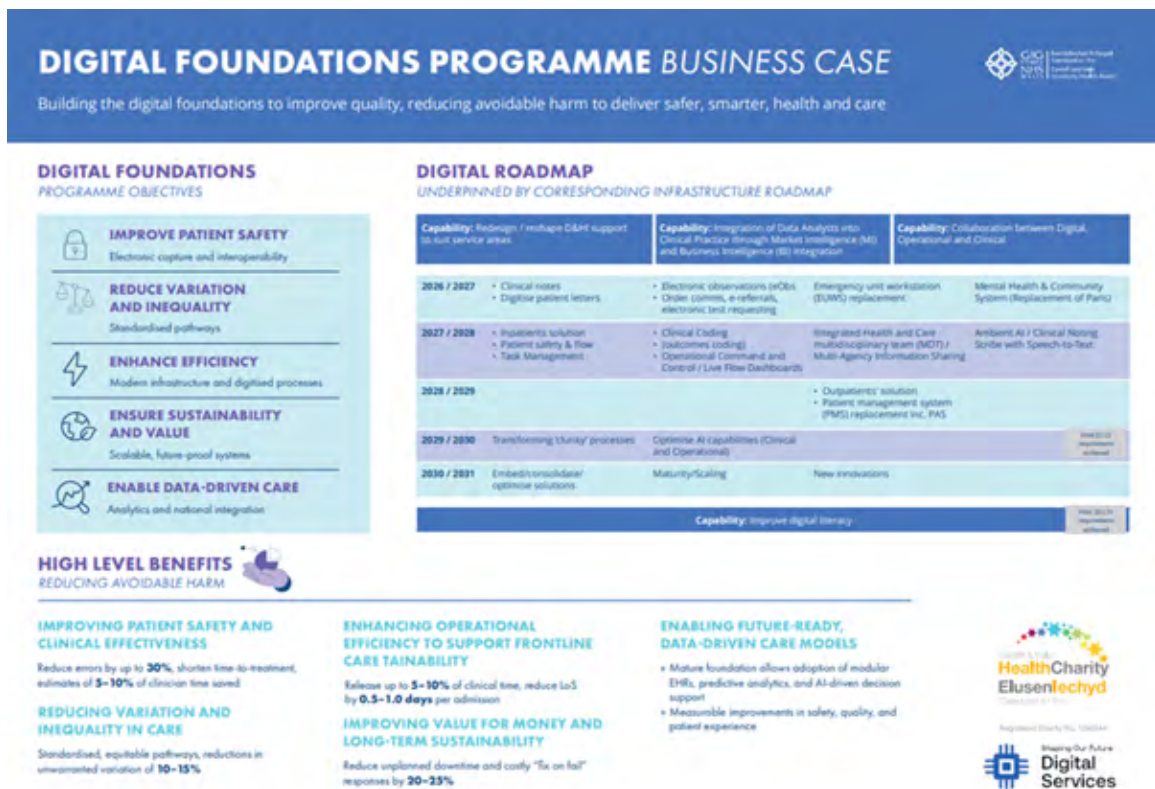 DIGITAL FOUNDATIONS PROGRAMME BUSINESS CASE
Building the digital foundations to improve quality, reducing avoidable harm to deliver safer, smarter, health and care
GIG
NHS
DIGITAL FOUNDATIONS
PROGRAMME OBJECTIVES
IMPROVE PATIENT SAFETY
Electronic capture and interoperability
REDUCE VARIATION
AND INEQUALITY
Standardised pathways
ENHANCE EFFICIENCY
Modern infrastructure and digitised processes
ENSURE SUSTAINABILITY
AND VALUE
Scalable, future-proof systems
ENABLE DATA-DRIVEN CARE
Analytics and national integration
DIGITAL ROADMAP
UNDERPINNED BY CORRESPONDING INFRASTRUCTURE ROADMAP
Capability: Redesign / reshape D&HI support
to suit service areas
Capability: Integration of Data Analysts into
Clinical Practice through Market Intelligence (MI)
and Business Intelligence (BI) integration
Capability: Collaboration between Digital,
Operational and Clinical
2026 / 2027
• Clinical notes
• Digitise patient letters
• Electronic observations (eObs
• Order comms, e-referrals,
electronic test requesting
Emergency unit workstation
(EUWS) replacement
Mental Health & Community
System (Replacement of Paris)
2027 / 2028
• Inpatients solution
• Patient safety & flow
• Task Management
• Clinical Coding
• (outcomes coding)
• Operational Command and
Control / Live Flow Dashboards
Integrated Health and Care
multidisciplinary team (MDT) /
Multi-Agency Information Sharing
Ambient AI / Clinical Noting
Scribe with Speech-to-Text
2028 / 2029
• Outpatients' solution
• Patient management system
(PMS) replacement inc. PAS
2029 / 2030
Transforming 'clunky' processes
Optimise AI capabilities (Clinical
and Operational)
2030 / 2031
Embed/consolidate/
optimise solutions
Maturity/Scaling
New innovations
Capability: Improve digital literacy
HIGH LEVEL BENEFITS
REDUCING AVOIDABLE HARM
IMPROVING PATIENT SAFETY AND
CLINICAL EFFECTIVENESS
Reduce errors by up to 30%, shorten time-to-treatment,
estimates of 5–10% of clinician time saved
REDUCING VARIATION AND
INEQUALITY IN CARE
Standardised, equitable pathways, reductions in
unwarranted variation of 10–15%
ENHANCING OPERATIONAL
EFFICIENCY TO SUPPORT FRONTLINE
CARE TAINABILITY
Release up to 5–10% of clinical time, reduce LoS
by 0.5–1.0 days per admission
IMPROVING VALUE FOR MONEY AND
LONG-TERM SUSTAINABILITY
Reduce unplanned downtime and costly "fix on fail"
responses by 20–25%
ENABLING FUTURE-READY,
DATA-DRIVEN CARE MODELS
» Mature foundation allows adoption of modular
EHRs, predictive analytics, and AI-driven decision
support
» Measurable improvements in safety, quality, and
patient experience
HealthCharity
Elusen Iechyd
Registered Charity No.
Shaping Our Future
Digital
Services